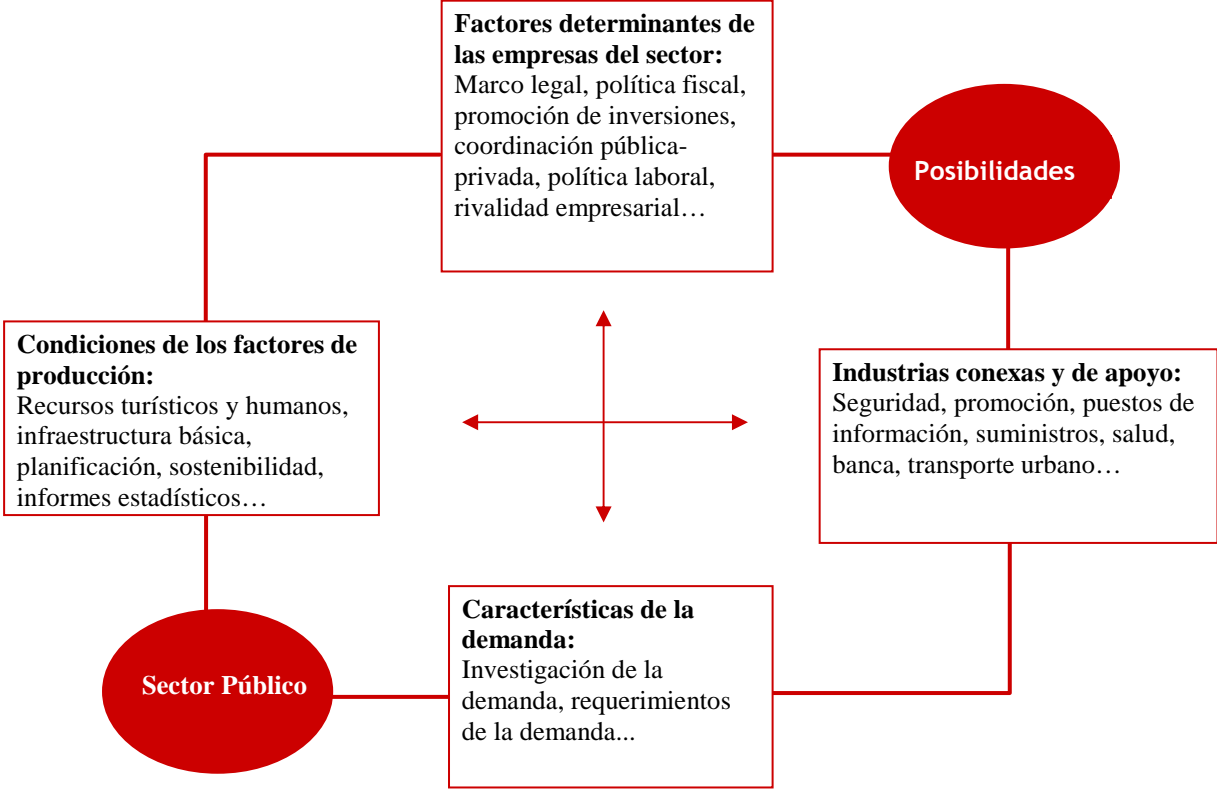 Factores determinantes de
las empresas del sector:
Marco legal, política fiscal,
promoción de inversiones,
coordinación pública-
privada, política laboral,
rivalidad empresarial…
Posibilidades
Condiciones de los factores de
producción:
Recursos turísticos y humanos,
infraestructura básica,
planificación, sostenibilidad,
informes estadísticos…
Industrias conexas y de apoyo:
Seguridad, promoción, puestos de
información, suministros, salud,
banca, transporte urbano…
Sector Público
Características de la
demanda:
Investigación de la
demanda, requerimientos
de la demanda...